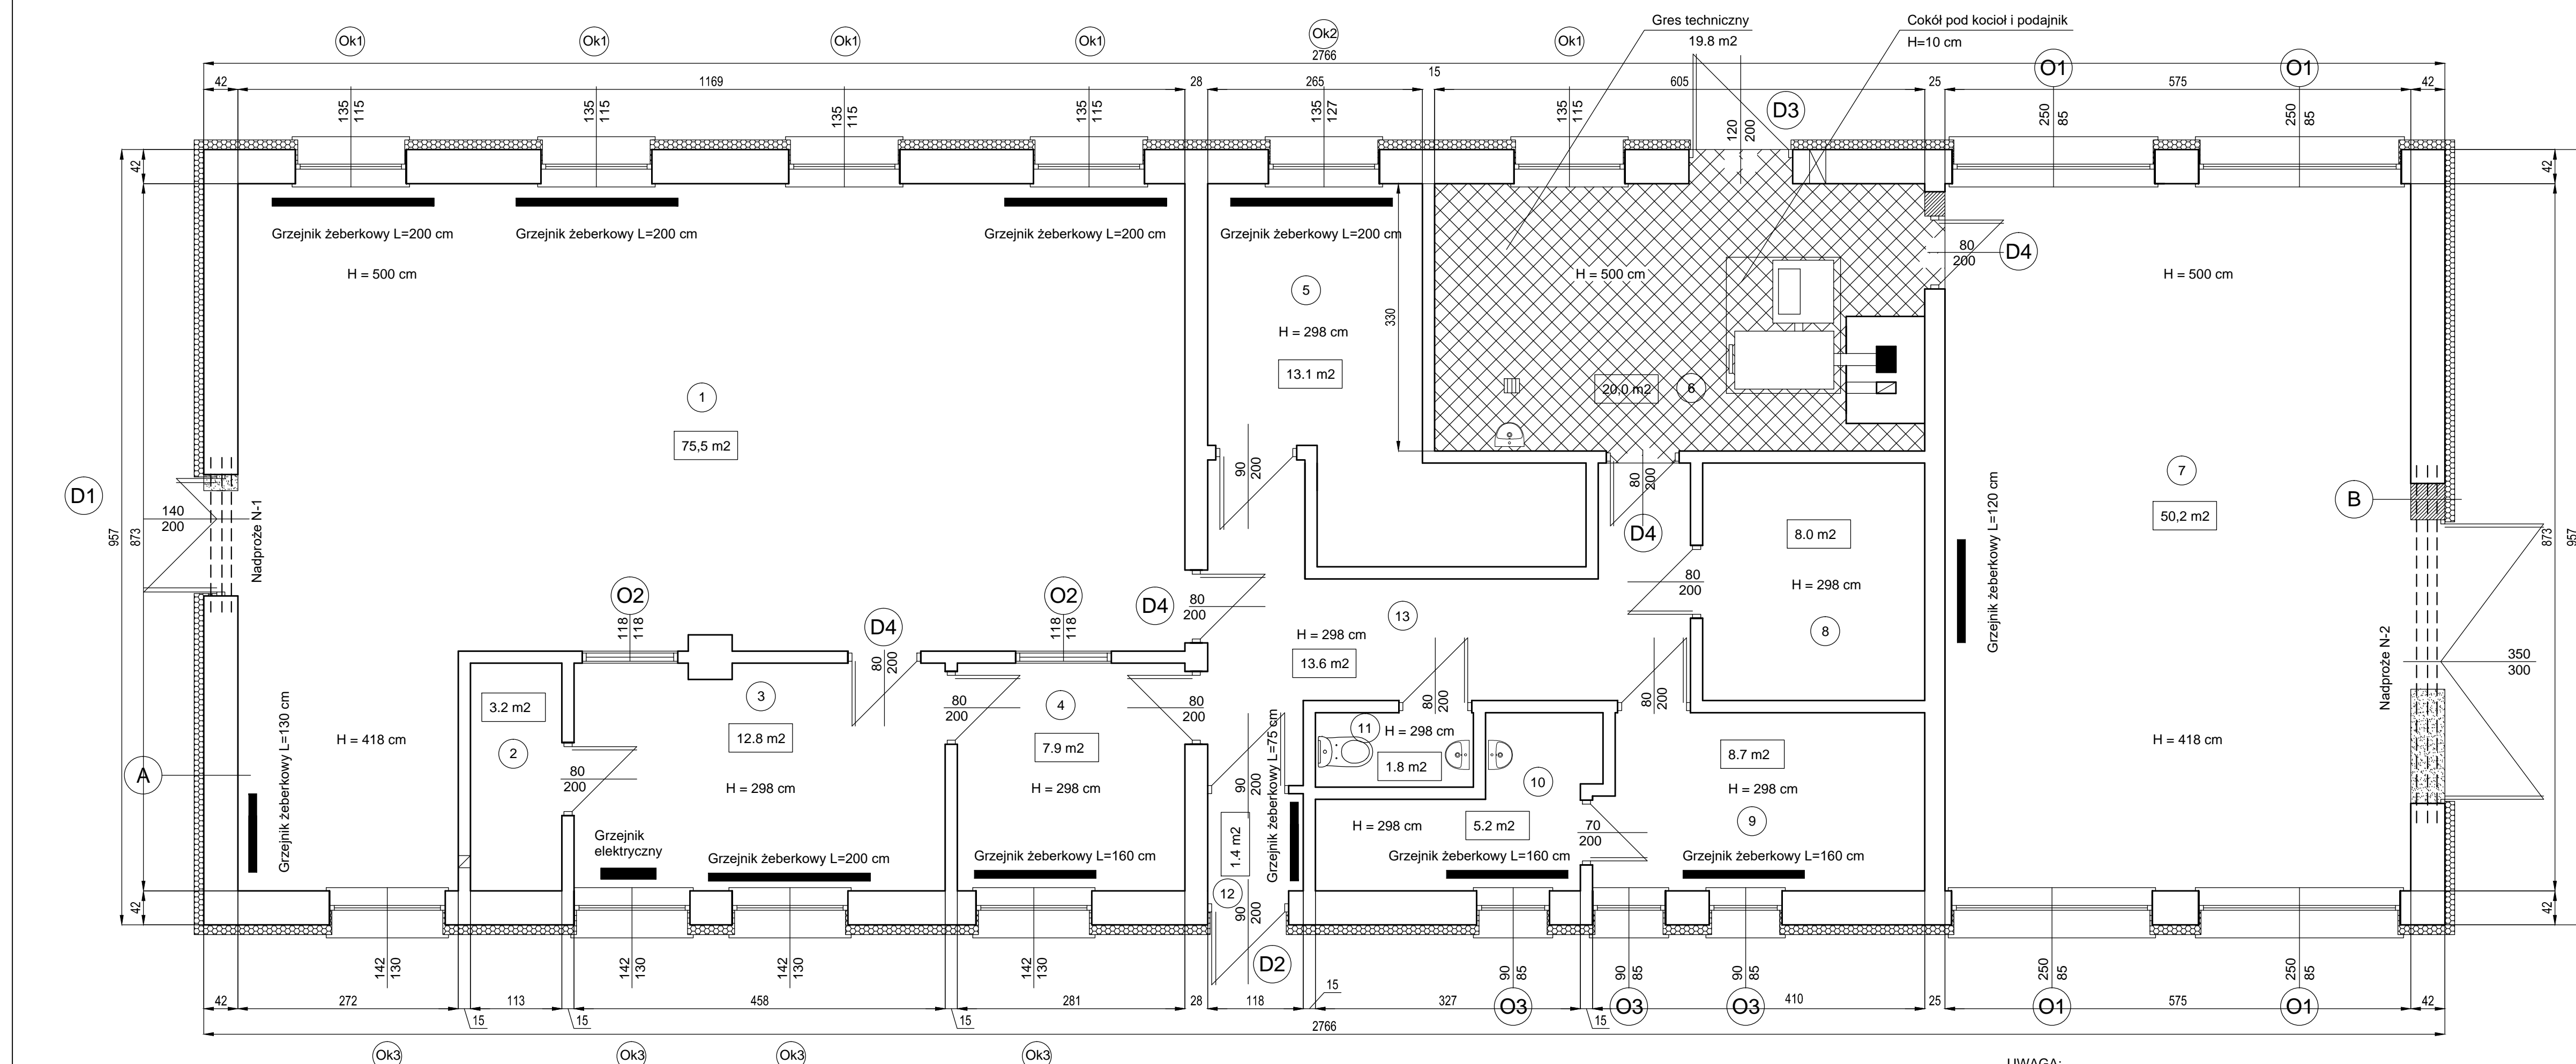 Gres techniczny
19.8 m2
Cokół pod kocioł i podajnik
H=10 cm
Ok1
Ok1
Ok1
Ok1
Ok2
Ok1
2766
O1
O1
42
1169
28
265
15
605
25
575
42
135
115
135
115
135
115
135
115
135
127
135
115
120
200
D3
250
85
250
85
42
42
Grzejnik żeberkowy L=200 cm
Grzejnik żeberkowy L=200 cm
Grzejnik żeberkowy L=200 cm
Grzejnik żeberkowy L=200 cm
H = 500 cm
H = 500 cm
H = 500 cm
80
200
D4
5
H = 298 cm
13.1 m2
330
20,0 m2
6
1
75,5 m2
90
200
80
200
D4
7
50,2 m2
B
D1
140
200
Nadproże N-1
957
873
873
957
8.0 m2
H = 298 cm
8
80
200
Grzejnik żeberkowy L=120 cm
O2
118
118
O2
118
118
D4
80
200
D4
80
200
13
H = 298 cm
13.6 m2
Nadproże N-2
350
300
3.2 m2
2
80
200
3
12.8 m2
H = 298 cm
80
200
4
7.9 m2
H = 298 cm
80
200
80
200
80
200
11
H = 298 cm
1.8 m2
8.7 m2
H = 298 cm
9
10
H = 418 cm
H = 418 cm
A
Grzejnik żeberkowy L=130 cm
Grzejnik
elektryczny
Grzejnik żeberkowy L=200 cm
Grzejnik żeberkowy L=160 cm
90
200
1.4 m2
Grzejnik żeberkowy L=75 cm
12
90
200
H = 298 cm
5.2 m2
70
200
Grzejnik żeberkowy L=160 cm
Grzejnik żeberkowy L=160 cm
42
42
142
130
142
130
142
130
142
130
D2
90
85
90
85
90
85
250
85
250
85
42
272
15
113
15
458
15
281
28
118
15
327
15
410
25
575
42
O3
O3
O3
O1
O1
2766
Ok3
Ok3
Ok3
Ok3
UWAGA: